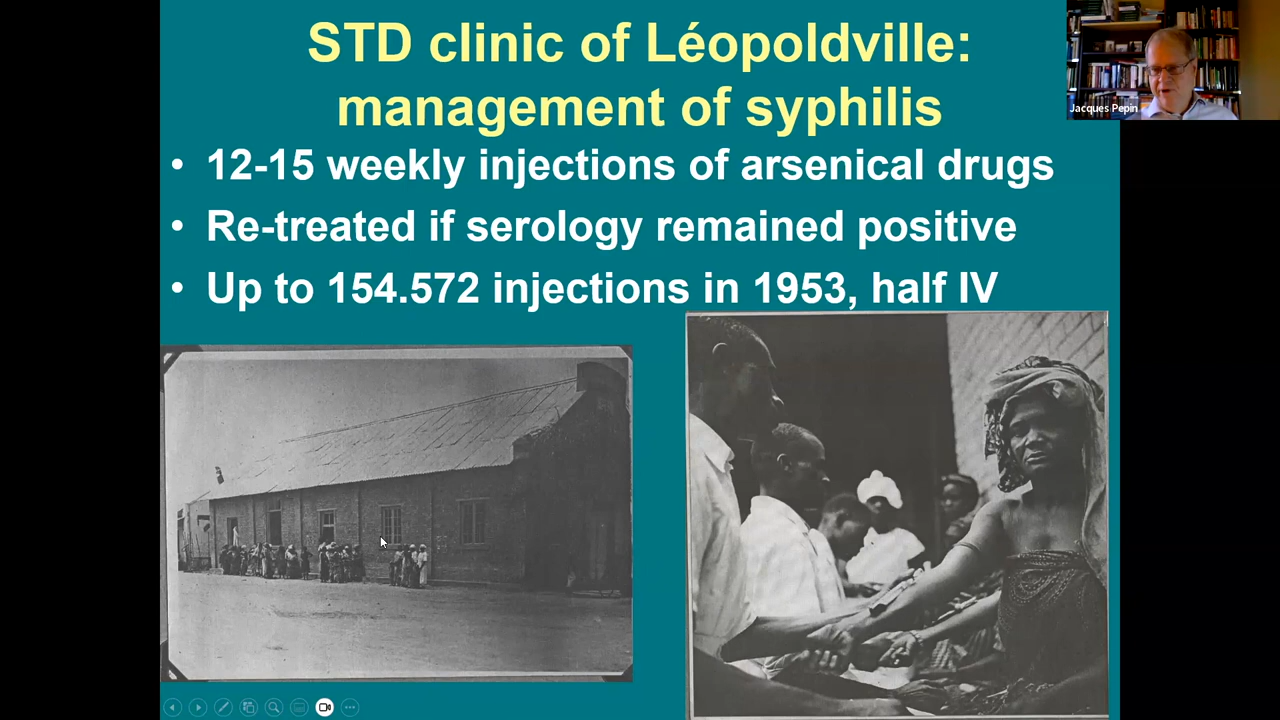 STD clinic of Léopoldville:
management of syphilis
• 12-15 weekly injections of arsenical drugs
• Re-treated if serology remained positive
• Up to 154.572 injections in 1953, half IV
Jacques Pepin